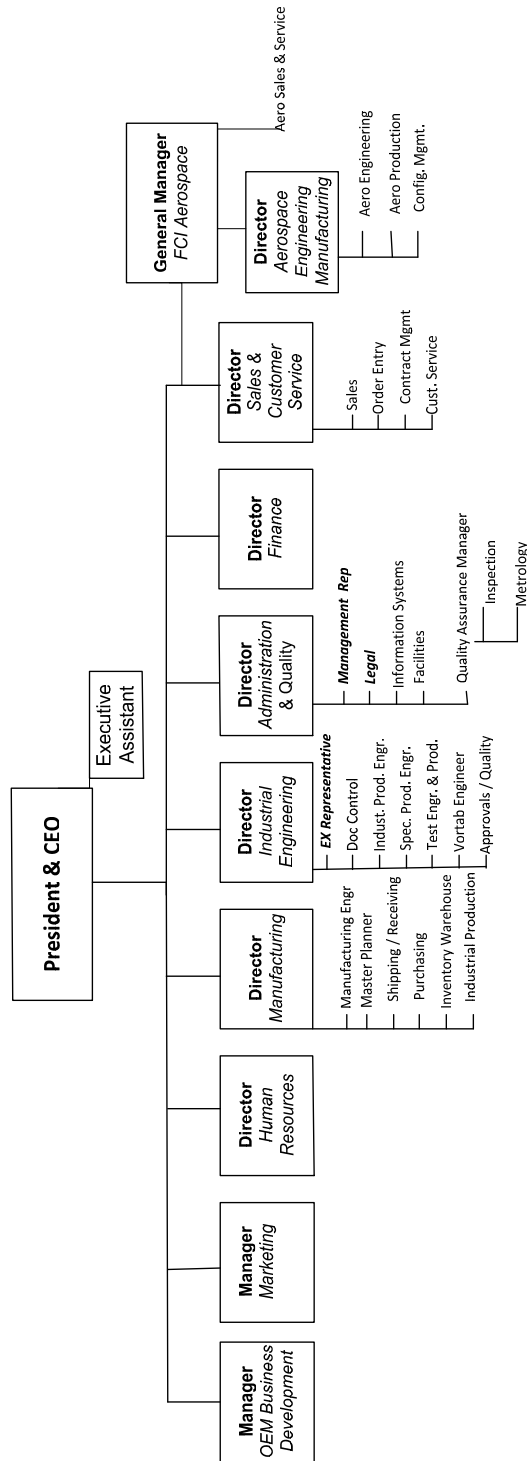 President & CEO
Executive
Assistant
Manager
OEM Business
Development
Manager
Marketing
Director
Human
Resources
Director
Manufacturing
Manufacturing Engr
Master Planner
Shipping / Receiving
Purchasing
Inventory Warehouse
Industrial Production
Director
Industrial
Engineering
EX Representative
Doc Control
Indust. Prod. Engr.
Spec. Prod. Engr.
Test Engr. & Prod.
Vortab Engineer
Approvals / Quality
Director
Administration
& Quality
Management Rep
Legal
Information Systems
Facilities
Quality Assurance Manager
Inspection
Metrology
Director
Finance
Director
Sales &
Customer
Service
Sales
Order Entry
Contract Mgmt
Cust. Service
General Manager
FCI Aerospace
Director
Aerospace
Engineering
Manufacturing
Aero Engineering
Aero Production
Config, Mgmt.
Aero Sales & Service